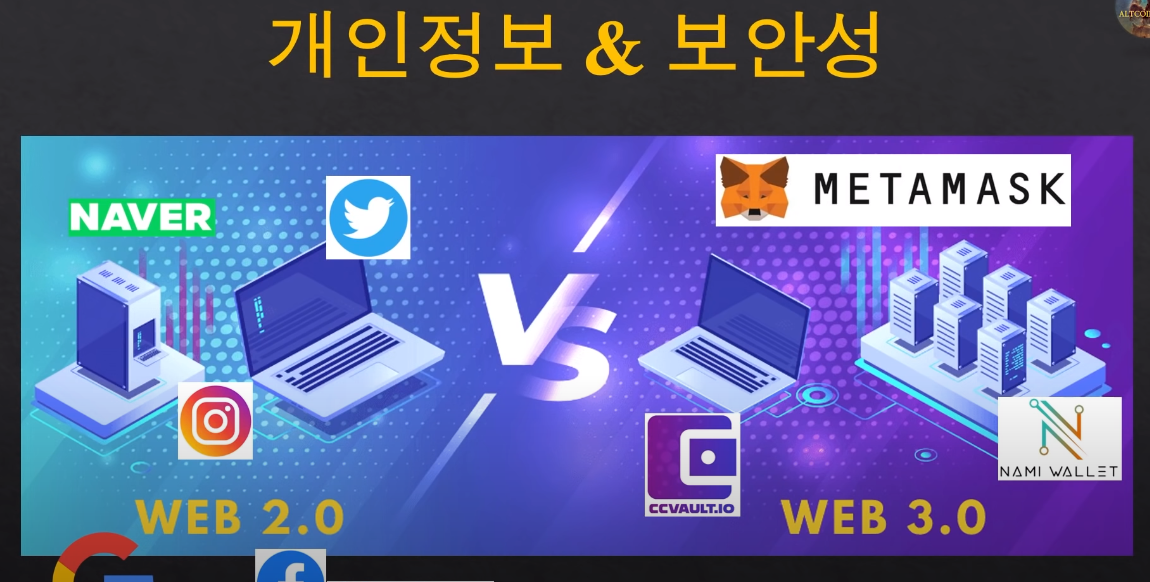 개인정보 & 보안성
ALTCOI
NAVER
METAMASK
VS
CCVAULT.IO
NAMI WALLET
WEB 2.0
WEB 3.0